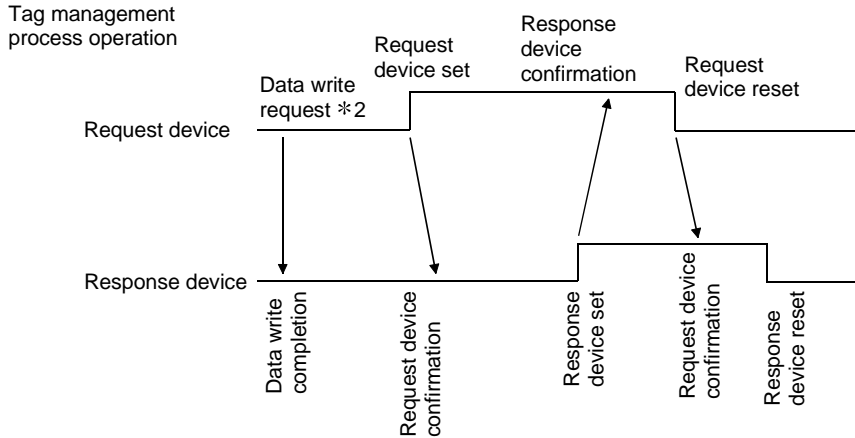 Tag management
process operation
Request
device set
Response
device
confirmation
Request
device reset
Data write
request *2
Request device
Response device
Data write
completion
Request device
confirmation
Response
device set
Request device
confirmation
Response
device reset